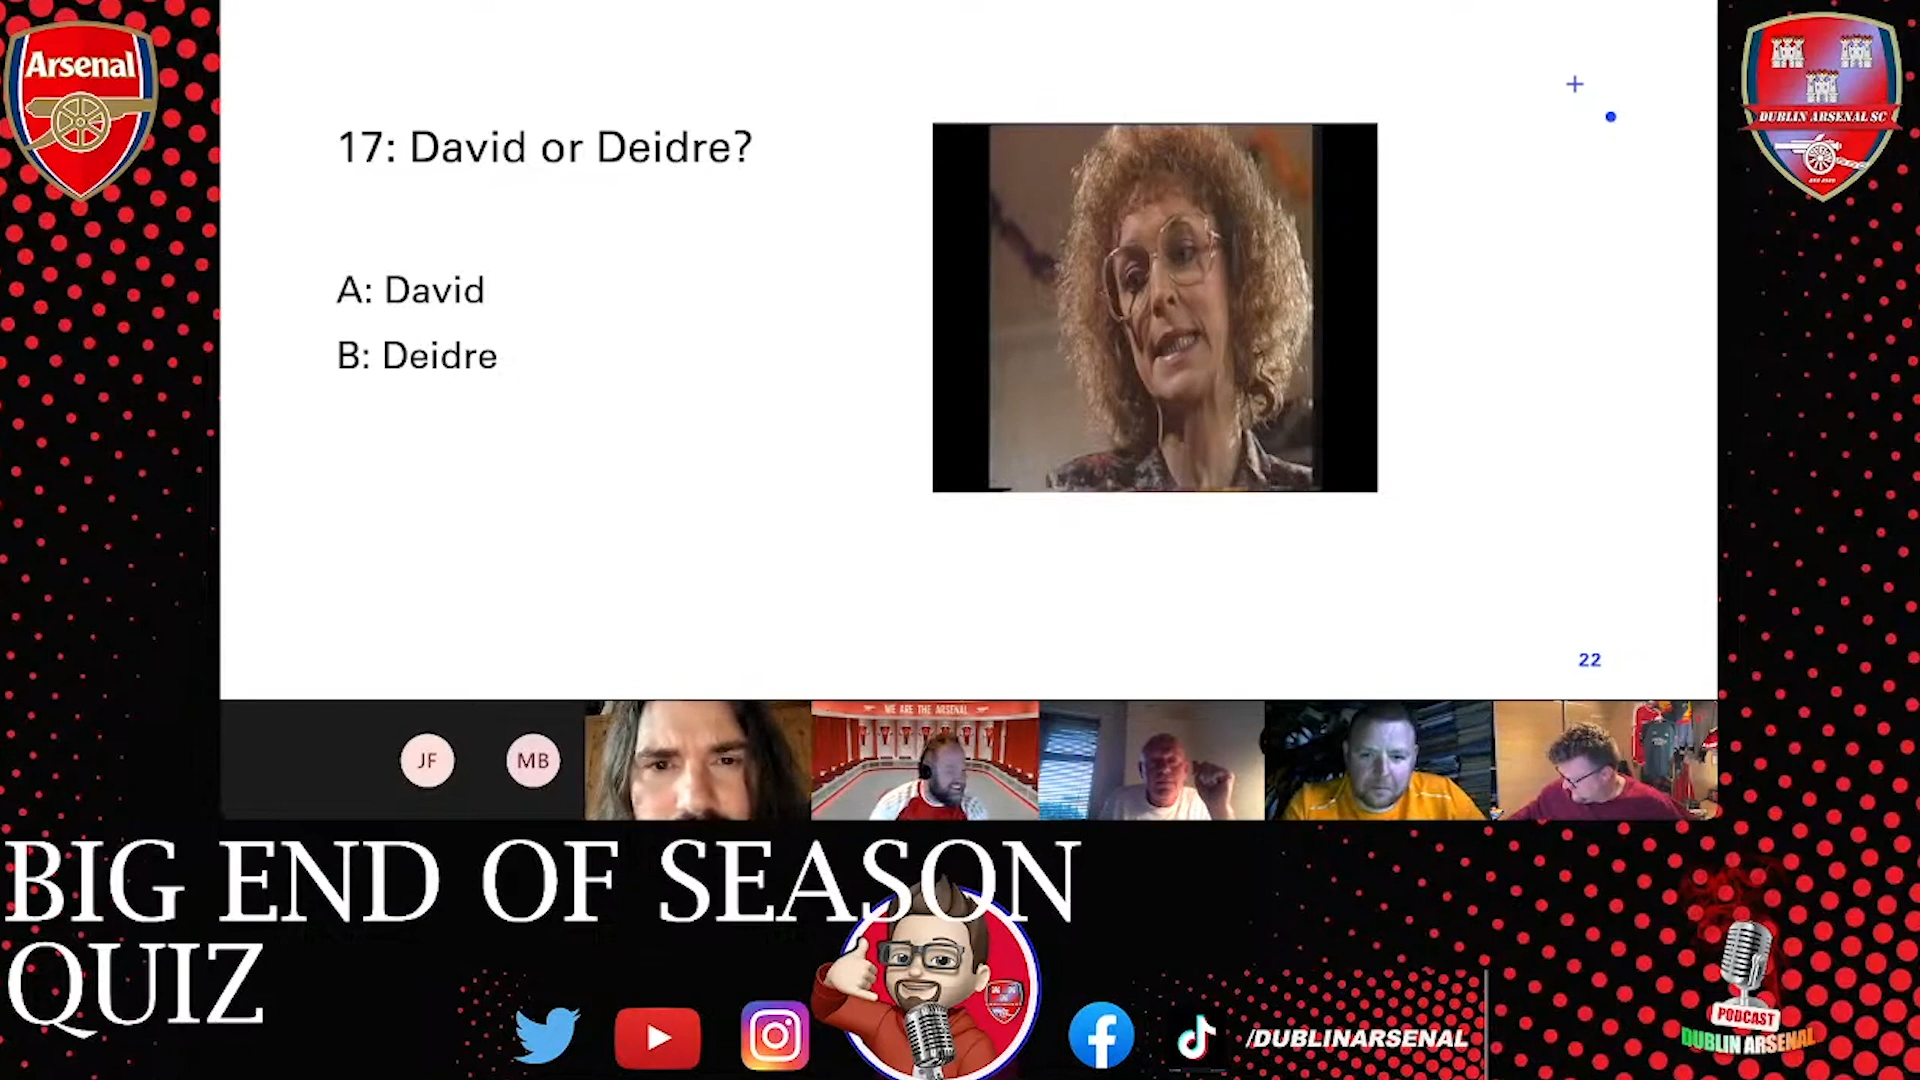 Arsenal
DUBLIN ARSENAL SC
17: David or Deidre?
A: David
B: Deidre
22
WE ARE THE ARSENAL
JF
MB
BIG END OF SEASON
QUIZ
/DUBLINARSENAL
PODCAST
DUBLIN ARSENAL